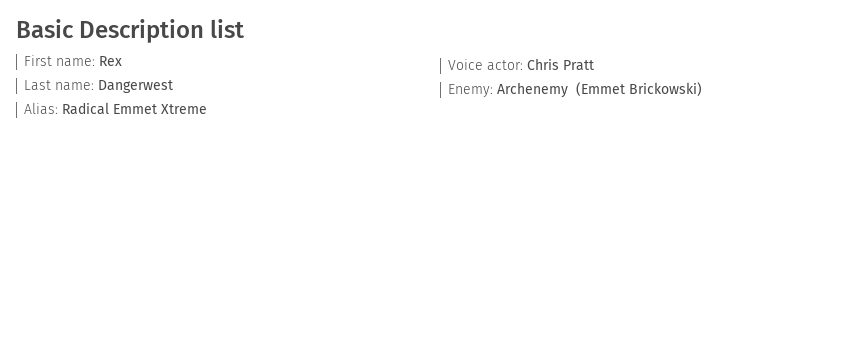 Basic Description list
First name: Rex
Last name: Dangerwest
Alias: Radical Emmet Xtreme
Voice actor: Chris Pratt
Enemy: Archenemy  (Emmet Brickowski)